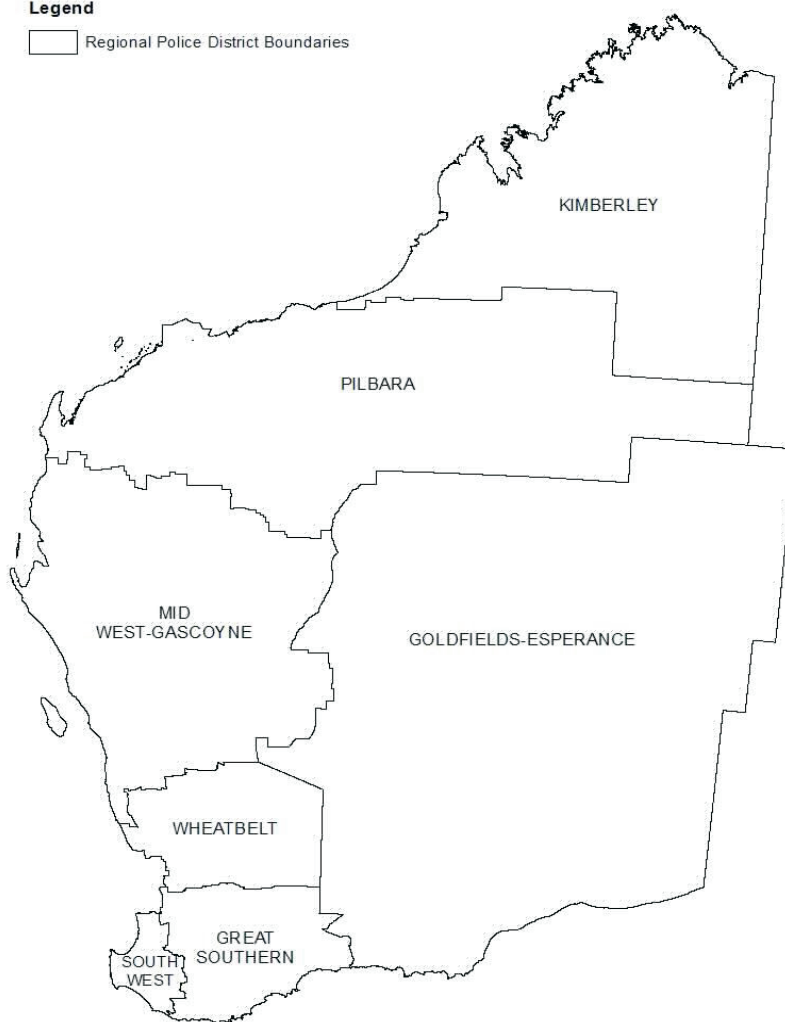 Legend
Regional Police District Boundaries
KIMBERLEY
PILBARA
MID
WEST-GASCOYNE
GOLDFIELDS-ESPERANCE
WHEATBELT
GREAT
SOUTHERN
SOUTH
WEST